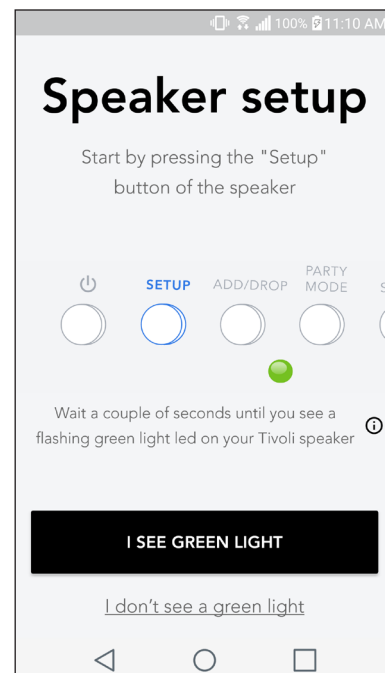 100% 11:10 AM
Speaker setup
Start by pressing the "Setup"
button of the speaker
SETUP ADD/DROP PARTY MODE S
Wait a couple of seconds until you see a
flashing green light led on your Tivoli speaker
I SEE GREEN LIGHT
I don't see a green light